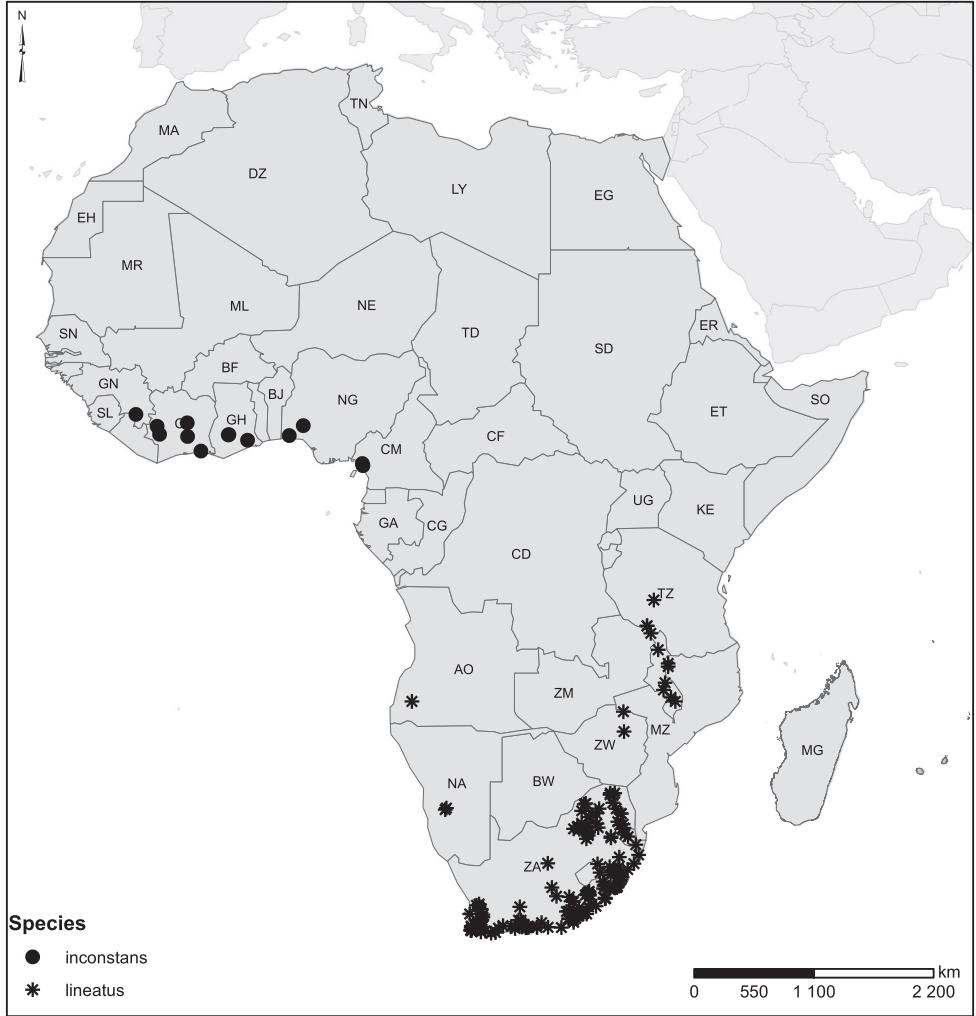 N
TN
MA
DZ
LY
EG
EH
MR
ML
NE
TD
SD
ER
SN
BF
BJ
NG
GN
SL
GH
ET
SO
CM
CF
UG
KE
GA
CG
CD
TZ
AO
ZM
MZ
ZW
MG
NA
BW
ZA
Species
inconstans
lineatus
km
0 550 1 100 2 200